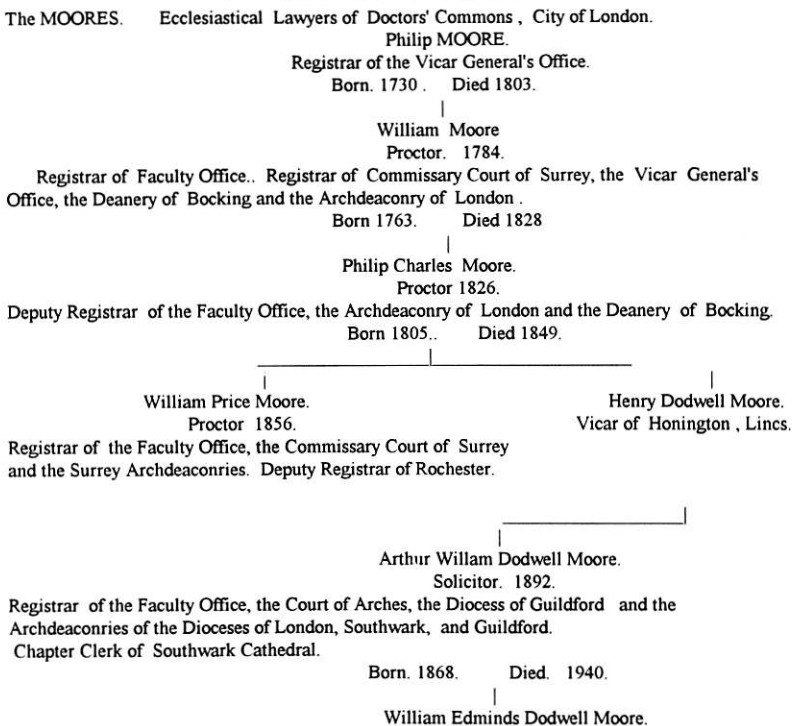 The MOORES. Ecclesiastical Lawyers of Doctors' Commons , City of London.
Philip MOORE.
Registrar of the Vicar General's Office.
Born. 1730 . Died 1803.
William Moore
Proctor. 1784.
Registrar of Faculty Office.. Registrar of Commissary Court of Surrey, the Vicar General's
Office, the Deanery of Bocking and the Archdeaconry of London .
Born 1763. Died 1828
Philip Charles Moore.
Proctor 1826.
Deputy Registrar of the Faculty Office, the Archdeaconry of London and the Deanery of Bocking.
Born 1805.. Died 1849.
William Price Moore.
Proctor 1856.
Registrar of the Faculty Office, the Commissary Court of Surrey
and the Surrey Archdeaconries. Deputy Registrar of Rochester.
Henry Dodwell Moore.
Vicar of Honington , Lincs.
Arthur Willam Dodwell Moore.
Solicitor. 1892.
Registrar of the Faculty Office, the Court of Arches, the Diocess of Guildford and the
Archdeaconries of the Dioceses of London, Southwark, and Guildford.
Chapter Clerk of Southwark Cathedral.
Born. 1868. Died. 1940.
William Edminds Dodwell Moore.